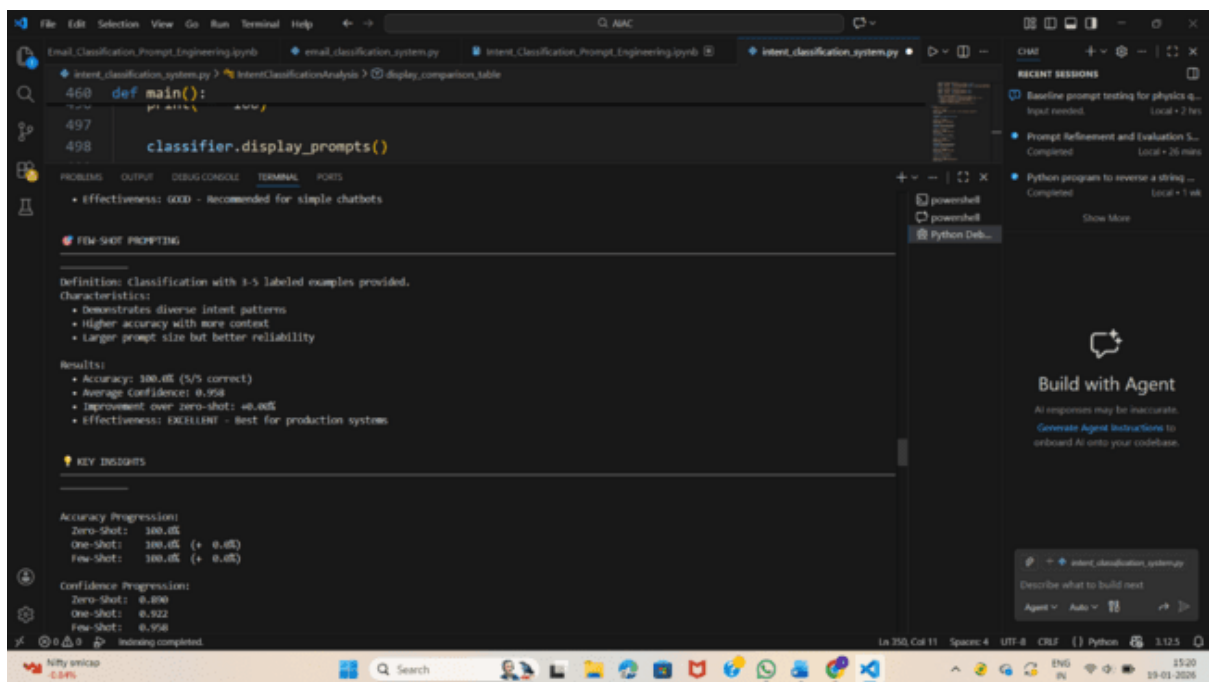 File Edit Selection View Go Run Terminal Help
AIAC
Email_Classification_Prompt_Engineering.ipynb
email_classification_system.py
Intent_Classification_Prompt_Engineering.ipynb
intent_classification_system.py
intent_classification_system.py > IntentClassificationAnalysis > display_comparison_table
460 def main():
497
498 classifier.display_prompts()
PROBLEMS OUTPUT DEBUG CONSOLE TERMINAL PORTS
• Effectiveness: GOOD - Recommended for simple chatbots
FEW-SHOT PROMPTING
Definition: Classification with 3-5 labeled examples provided.
Characteristics:
• Demonstrates diverse intent patterns
• Higher accuracy with more context
• Larger prompt size but better reliability
Results:
• Accuracy: 100.0% (5/5 correct)
• Average Confidence: 0.958
• Improvement over zero-shot: +0.00%
• Effectiveness: EXCELLENT - Best for production systems
KEY INSIGHTS
Accuracy Progression:
Zero-Shot: 100.0%
One-Shot: 100.0% (+ 0.0%)
Few-Shot: 100.0% (+ 0.0%)
Confidence Progression:
Zero-Shot: 0.890
One-Shot: 0.922
Few-Shot: 0.958
powershell
powershell
Python Deb...
CHAT
RECENT SESSIONS
Baseline prompt testing for physics q...
Input needed. Local • 2 hrs
Prompt Refinement and Evaluation S...
Completed Local • 26 mins
Python program to reverse a string ...
Completed Local • 1 wk
Show More
Build with Agent
AI responses may be inaccurate.
Generate Agent Instructions to
onboard AI onto your codebase.
intent_classification_system.py
Describe what to build next
Agent Auto
0 0 Indexing completed.
Ln 350, Col 11 Spaces: 4 UTF-8 CRLF {} Python 3.12.5
Nifty smlcap
-0.84%
Search
ENG
IN
15:20
19-01-2026